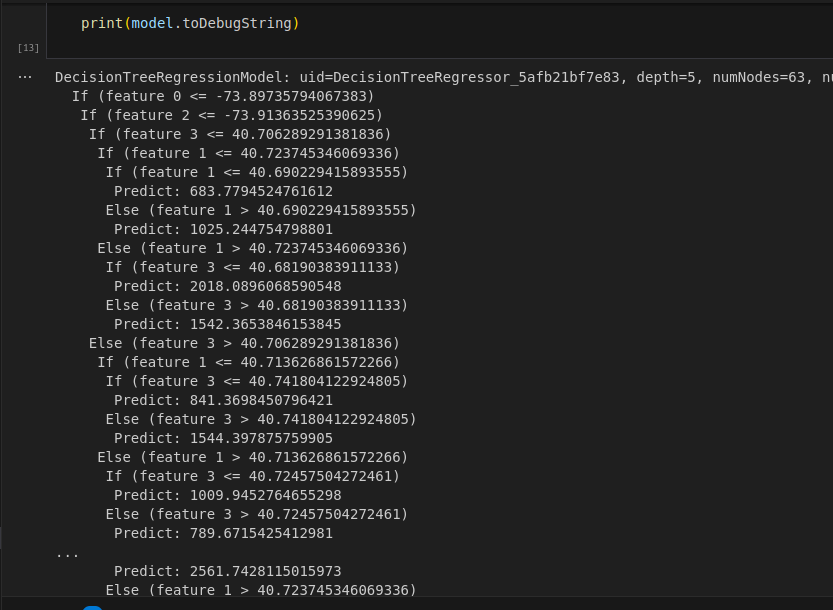 print(model.toDebugString)
[13]
... DecisionTreeRegressionModel: uid=DecisionTreeRegressor_5afb21bf7e83, depth=5, numNodes=63,
If (feature 0 <= -73.89735794067383)
If (feature 2 <= -73.91363525390625)
If (feature 3 <= 40.706289291381836)
If (feature 1 <= 40.723745346069336)
If (feature 1 <= 40.690229415893555)
Predict: 683.7794524761612
Else (feature 1 > 40.690229415893555)
Predict: 1025.244754798801
Else (feature 1 > 40.723745346069336)
If (feature 3 <= 40.68190383911133)
Predict: 2018.0896068590548
Else (feature 3 > 40.68190383911133)
Predict: 1542.3653846153845
Else (feature 3 > 40.706289291381836)
If (feature 1 <= 40.713626861572266)
If (feature 3 <= 40.741804122924805)
Predict: 841.3698450796421
Else (feature 3 > 40.741804122924805)
Predict: 1544.397875759905
Else (feature 1 > 40.713626861572266)
If (feature 3 <= 40.72457504272461)
Predict: 1009.9452764655298
Else (feature 3 > 40.72457504272461)
Predict: 789.6715425412981
...
Predict: 2561.7428115015973
Else (feature 1 > 40.723745346069336)